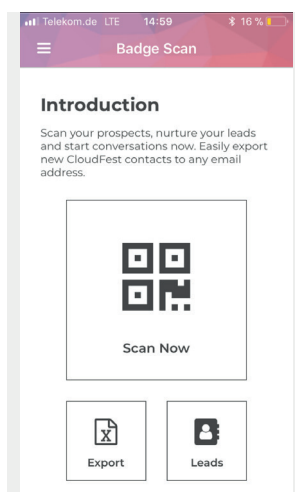 Telekom.de LTE 14:59 16 %
Badge Scan
Introduction
Scan your prospects, nurture your leads
and start conversations now. Easily export
new CloudFest contacts to any email
address.
Scan Now
X
Export
Leads